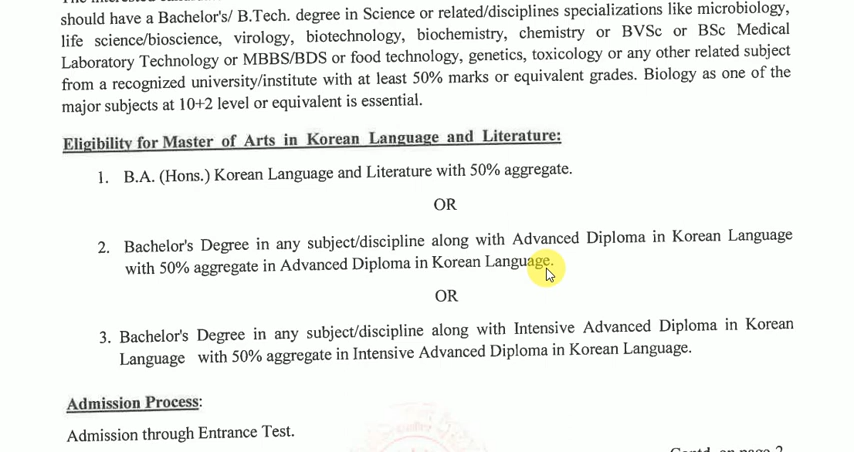 should have a Bachelor's/ B.Tech. degree in Science or related/disciplines specializations like microbiology,
life science/bioscience, virology, biotechnology, biochemistry, chemistry or BVSc or BSc Medical
Laboratory Technology or MBBS/BDS or food technology, genetics, toxicology or any other related subject
from a recognized university/institute with at least 50% marks or equivalent grades. Biology as one of the
major subjects at 10+2 level or equivalent is essential.
Eligibility for Master of Arts in Korean Language and Literature:
1. B.A. (Hons.) Korean Language and Literature with 50% aggregate.
OR
2. Bachelor's Degree in any subject/discipline along with Advanced Diploma in Korean Language
with 50% aggregate in Advanced Diploma in Korean Language.
OR
3. Bachelor's Degree in any subject/discipline along with Intensive Advanced Diploma in Korean
Language with 50% aggregate in Intensive Advanced Diploma in Korean Language.
Admission Process:
Admission through Entrance Test.
Contd. on page 2